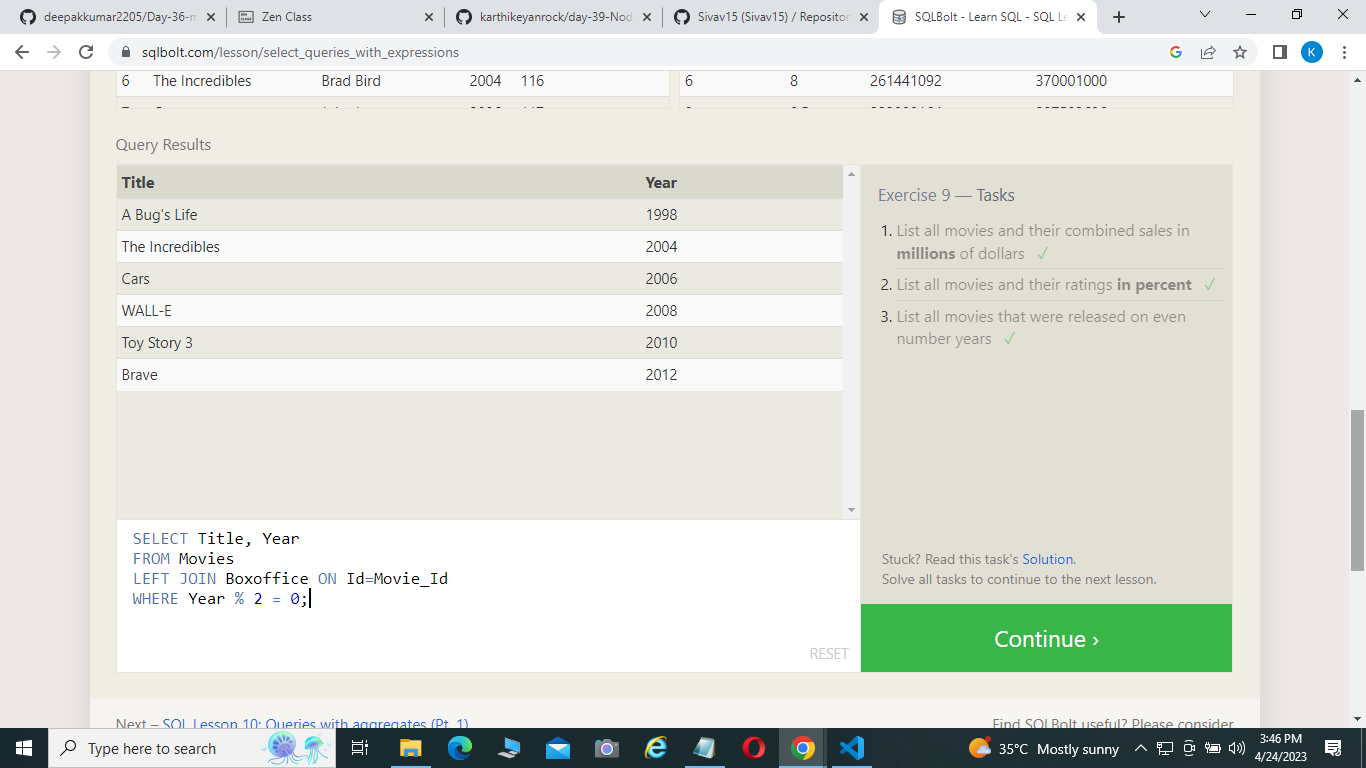 deepakkumar2205/Day-36-m
Zen Class
karthikeyanrock/day-39-Nod
Sivav15 (Sivav15) / Repositor
SQLBolt - Learn SQL - SQL Le
sqlbolt.com/lesson/select_queries_with_expressions
K
6 The Incredibles Brad Bird 2004 116
6 8 261441092 370001000
Query Results
Title Year
A Bug's Life 1998
The Incredibles 2004
Cars 2006
WALL-E 2008
Toy Story 3 2010
Brave 2012
Exercise 9 — Tasks
1. List all movies and their combined sales in
millions of dollars ✓
2. List all movies and their ratings in percent ✓
3. List all movies that were released on even
number years ✓
SELECT Title, Year
FROM Movies
LEFT JOIN Boxoffice ON Id=Movie_Id
WHERE Year % 2 = 0;
RESET
Stuck? Read this task's Solution.
Solve all tasks to continue to the next lesson.
Continue ›
Next – SQL Lesson 10: Queries with aggregates (Pt. 1)
Find SQLBolt useful? Please consider
Type here to search
35°C Mostly sunny
3:46 PM
4/24/2023